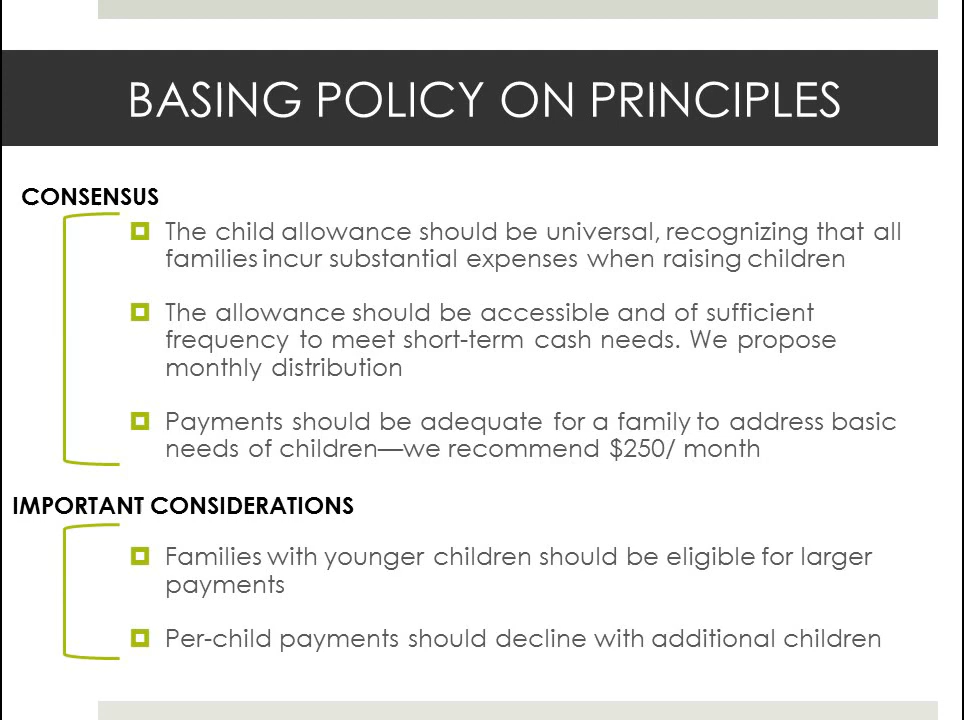 BASING POLICY ON PRINCIPLES
CONSENSUS
The child allowance should be universal, recognizing that all
families incur substantial expenses when raising children
The allowance should be accessible and of sufficient
frequency to meet short-term cash needs. We propose
monthly distribution
Payments should be adequate for a family to address basic
needs of children—we recommend $250/ month
IMPORTANT CONSIDERATIONS
Families with younger children should be eligible for larger
payments
Per-child payments should decline with additional children